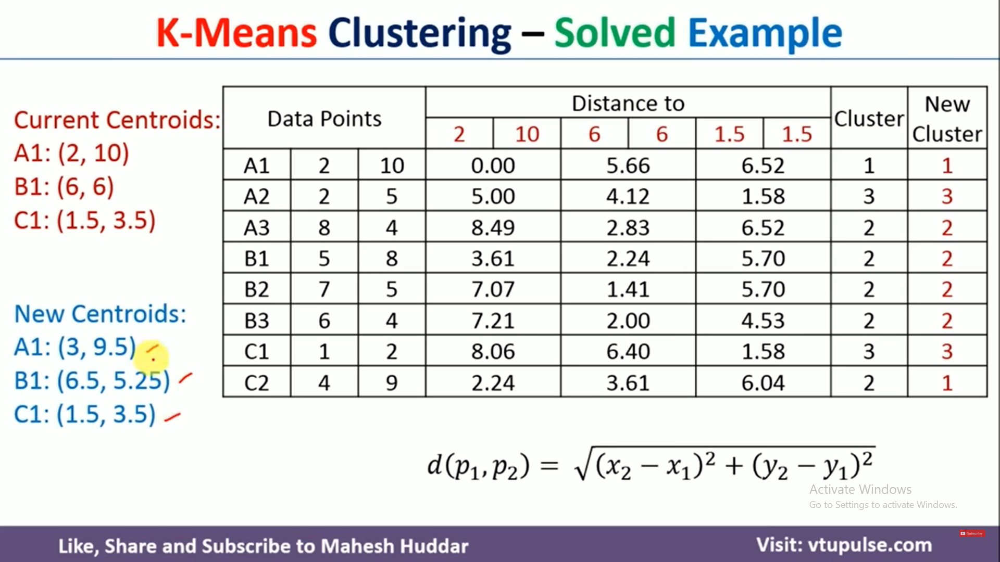 K-Means Clustering – Solved Example
Current Centroids:
A1: (2, 10)
B1: (6, 6)
C1: (1.5, 3.5)
New Centroids:
A1: (3, 9.5)
B1: (6.5, 5.25)
C1: (1.5, 3.5)
Data Points Distance to Cluster New Cluster
2 10 6 6 1.5 1.5
A1 2 10 0.00 5.66 6.52 1 1
A2 2 5 5.00 4.12 1.58 3 3
A3 8 4 8.49 2.83 6.52 2 2
B1 5 8 3.61 2.24 5.70 2 2
B2 7 5 7.07 1.41 5.70 2 2
B3 6 4 7.21 2.00 4.53 2 2
C1 1 2 8.06 6.40 1.58 3 3
C2 4 9 2.24 3.61 6.04 2 1
d(p₁, p₂) = √(x₂ − x₁)² + (y₂ − y₁)²
Activate Windows
Go to Settings to activate Windows.
Subscribe
Like, Share and Subscribe to Mahesh Huddar
Visit: vtupulse.com